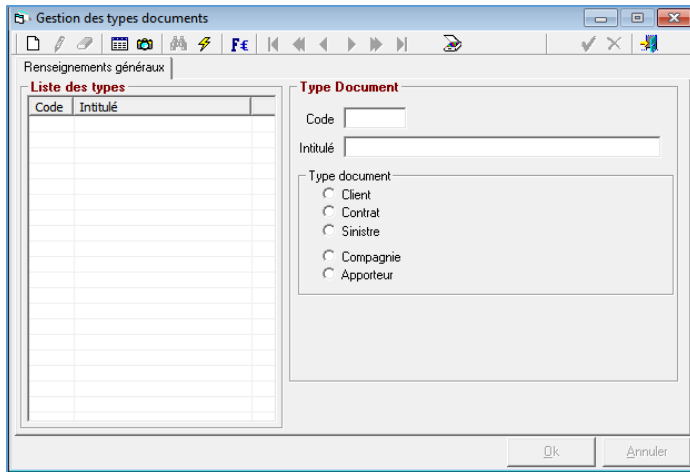 Gestion des types documents
F€
Renseignements généraux
Liste des types
Code Intitulé
Type Document
Code
Intitulé
Type document
Client
Contrat
Sinistre
Compagnie
Apporteur
Ok
Annuler